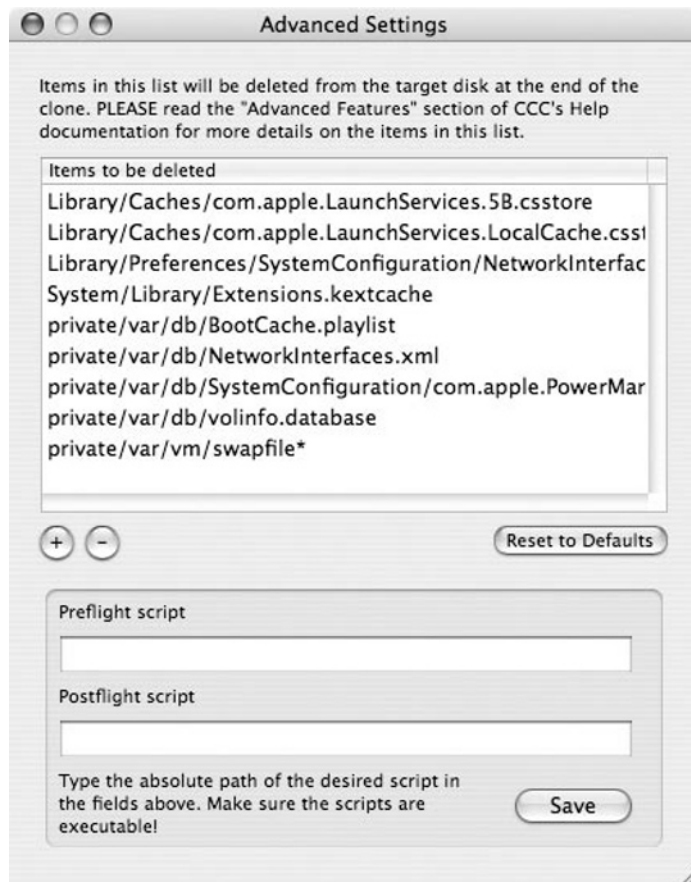 Advanced Settings
Items in this list will be deleted from the target disk at the end of the
clone. PLEASE read the "Advanced Features" section of CCC's Help
documentation for more details on the items in this list.
Items to be deleted
Library/Caches/com.apple.LaunchServices.5B.csstore
Library/Caches/com.apple.LaunchServices.LocalCache.csst
Library/Preferences/SystemConfiguration/NetworkInterfac
System/Library/Extensions.kextcache
private/var/db/BootCache.playlist
private/var/db/NetworkInterfaces.xml
private/var/db/SystemConfiguration/com.apple.PowerMar
private/var/db/volinfo.database
private/var/vm/swapfile*
+ - Reset to Defaults
Preflight script
Postflight script
Type the absolute path of the desired script in
the fields above. Make sure the scripts are
executable!
Save